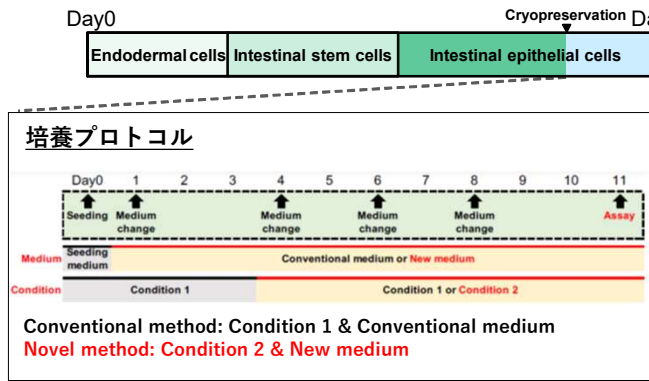 Day0
Cryopreservation
Endodermal cells Intestinal stem cells Intestinal epithelial cells
培養プロトコル
Day0 1 2 3 4 5 6 7 8 9 10 11
Seeding Medium change Medium change Medium change Medium change Assay
Medium Seeding medium Conventional medium or New medium
Condition Condition 1 Condition 1 or Condition 2
Conventional method: Condition 1 & Conventional medium
Novel method: Condition 2 & New medium